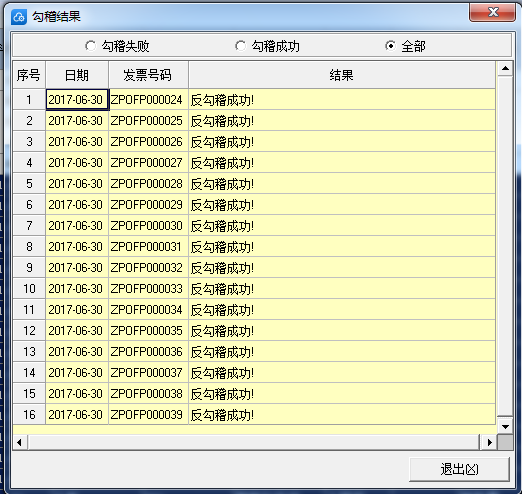 勾稽结果
勾稽失败 勾稽成功 全部
序号 日期 发票号码 结果
1 2017-06-30 ZPOFP000024 反勾稽成功!
2 2017-06-30 ZPOFP000025 反勾稽成功!
3 2017-06-30 ZPOFP000026 反勾稽成功!
4 2017-06-30 ZPOFP000027 反勾稽成功!
5 2017-06-30 ZPOFP000028 反勾稽成功!
6 2017-06-30 ZPOFP000029 反勾稽成功!
7 2017-06-30 ZPOFP000030 反勾稽成功!
8 2017-06-30 ZPOFP000031 反勾稽成功!
9 2017-06-30 ZPOFP000032 反勾稽成功!
10 2017-06-30 ZPOFP000033 反勾稽成功!
11 2017-06-30 ZPOFP000034 反勾稽成功!
12 2017-06-30 ZPOFP000035 反勾稽成功!
13 2017-06-30 ZPOFP000036 反勾稽成功!
14 2017-06-30 ZPOFP000037 反勾稽成功!
15 2017-06-30 ZPOFP000038 反勾稽成功!
16 2017-06-30 ZPOFP000039 反勾稽成功!
退出(X)